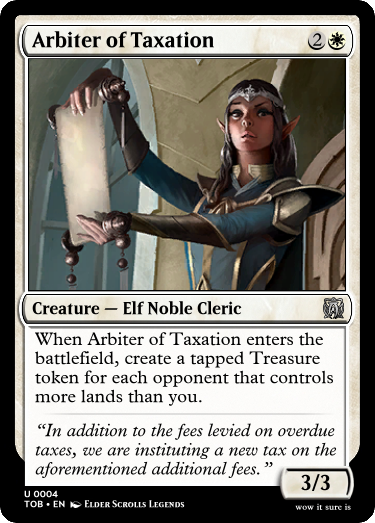 Arbiter of Taxation 2
Creature — Elf Noble Cleric
When Arbiter of Taxation enters the
battlefield, create a tapped Treasure
token for each opponent that controls
more lands than you.
“In addition to the fees levied on overdue
taxes, we are instituting a new tax on the
aforementioned additional fees.”
3/3
U 0004
TOB • EN Elder Scrolls Legends
wow it sure is